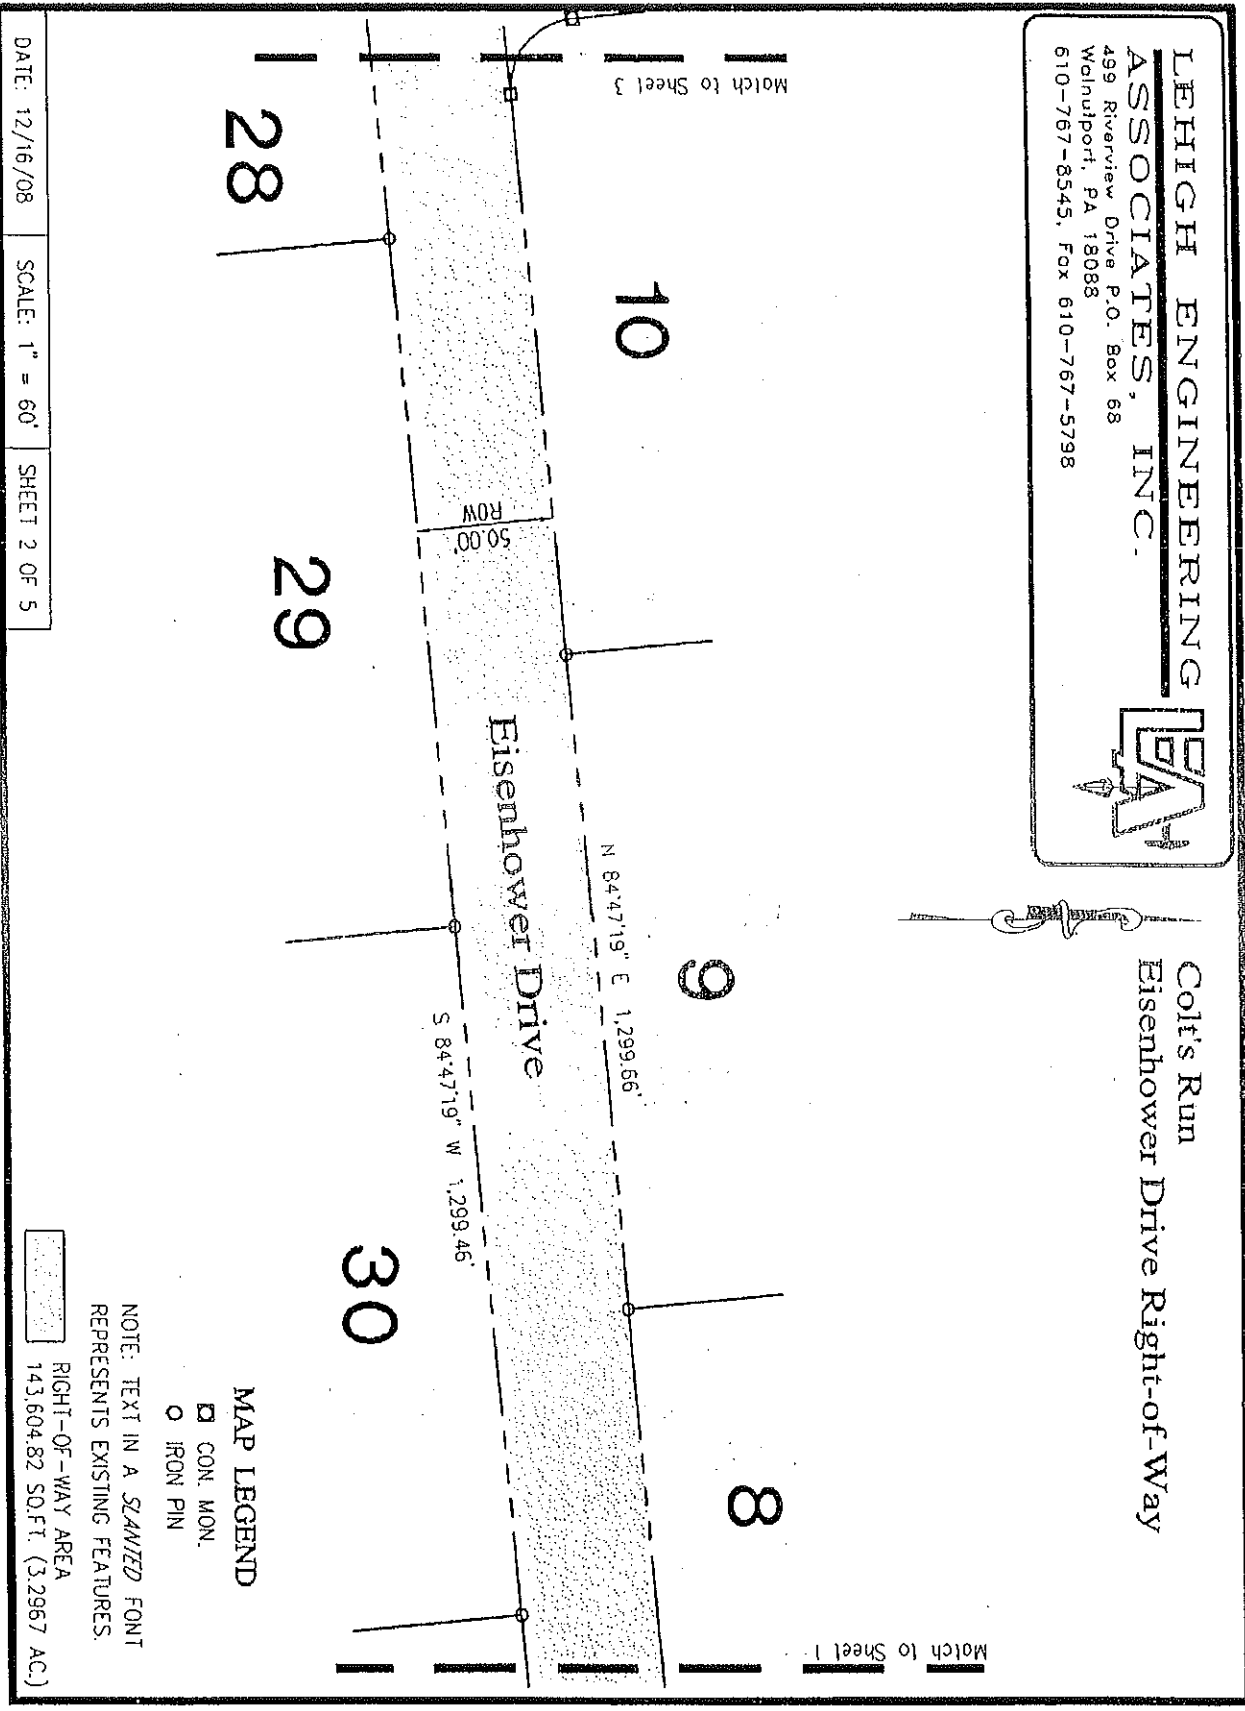 LEHIGH ENGINEERING
ASSOCIATES, INC.
499 Riverview Drive P.O. Box 68
Walnutport, PA 18088
610-767-8545, Fax 610-767-5798
LEA
Colt's Run
Eisenhower Drive Right-of-Way
Match to Sheet 3
Match to Sheet 1
10
9
8
N 84°47'19" E 1,299.66'
50.00'
ROW
Eisenhower Drive
S 84°47'19" W 1,299.46'
28
29
30
MAP LEGEND
CON. MON.
IRON PIN
NOTE: TEXT IN A SLANTED FONT
REPRESENTS EXISTING FEATURES.
RIGHT-OF-WAY AREA
143,604.82 SQ.FT. (3.2967 AC.)
DATE: 12/16/08
SCALE: 1" = 60'
SHEET 2 OF 5